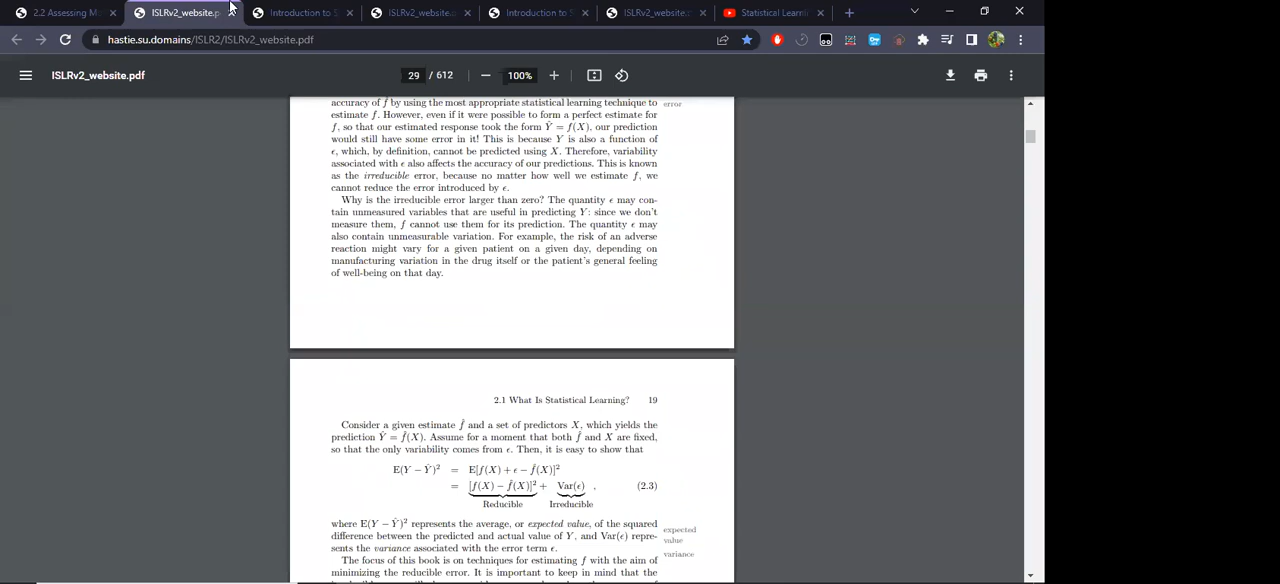 2.2 Assessing M
ISLRv2_website.p
Introduction to S
ISLRv2_website.
Introduction to S
ISLRv2_website.
Statistical Learni
hastie.su.domains/ISLR2/ISLRv2_website.pdf
ISLRv2_website.pdf
29 / 612
100%
accuracy of f̂ by using the most appropriate statistical learning technique to
error
estimate f. However, even if it were possible to form a perfect estimate for
f, so that our estimated response took the form Ŷ = f(X), our prediction
would still have some error in it! This is because Y is also a function of
ϵ, which, by definition, cannot be predicted using X. Therefore, variability
associated with ϵ also affects the accuracy of our predictions. This is known
as the irreducible error, because no matter how well we estimate f, we
cannot reduce the error introduced by ϵ.
Why is the irreducible error larger than zero? The quantity ϵ may con-
tain unmeasured variables that are useful in predicting Y: since we don't
measure them, f cannot use them for its prediction. The quantity ϵ may
also contain unmeasurable variation. For example, the risk of an adverse
reaction might vary for a given patient on a given day, depending on
manufacturing variation in the drug itself or the patient's general feeling
of well-being on that day.
2.1 What Is Statistical Learning? 19
Consider a given estimate f̂ and a set of predictors X, which yields the
prediction Ŷ = f̂(X). Assume for a moment that both f̂ and X are fixed,
so that the only variability comes from ϵ. Then, it is easy to show that
E(Y − Ŷ)² = E[f(X) + ϵ − f̂(X)]²
= [f(X) − f̂(X)]² + Var(ϵ) , (2.3)
Reducible Irreducible
where E(Y − Ŷ)² represents the average, or expected value, of the squared
expected
value
difference between the predicted and actual value of Y, and Var(ϵ) repre-
sents the variance associated with the error term ϵ.
variance
The focus of this book is on techniques for estimating f with the aim of
minimizing the reducible error. It is important to keep in mind that the